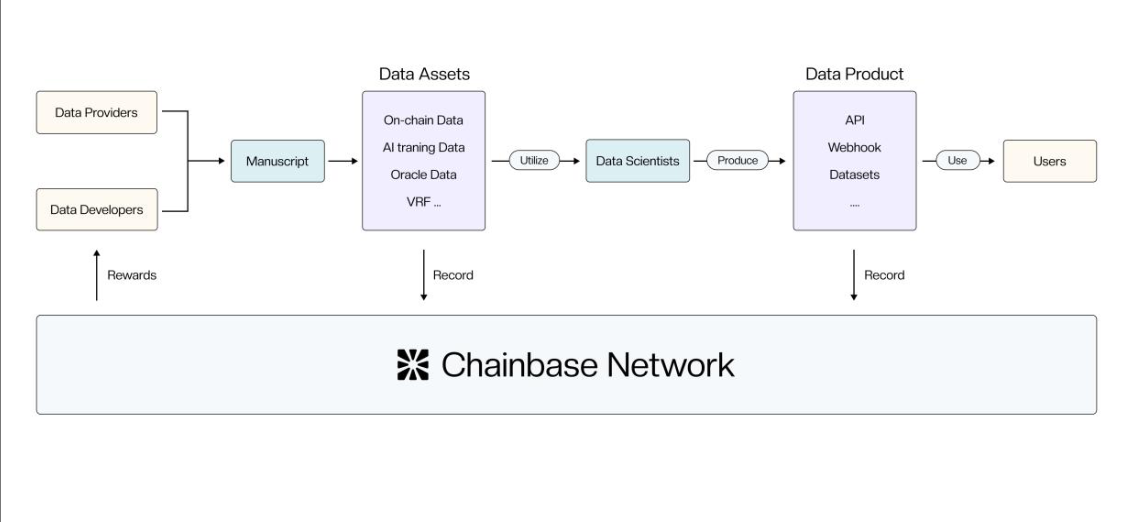 Data Assets
Data Product
Data Providers
Data Developers
Manuscript
On-chain Data
AI traning Data
Oracle Data
VRF ...
Utilize
Data Scientists
Produce
API
Webhook
Datasets
....
Use
Users
Rewards
Record
Record
Chainbase Network